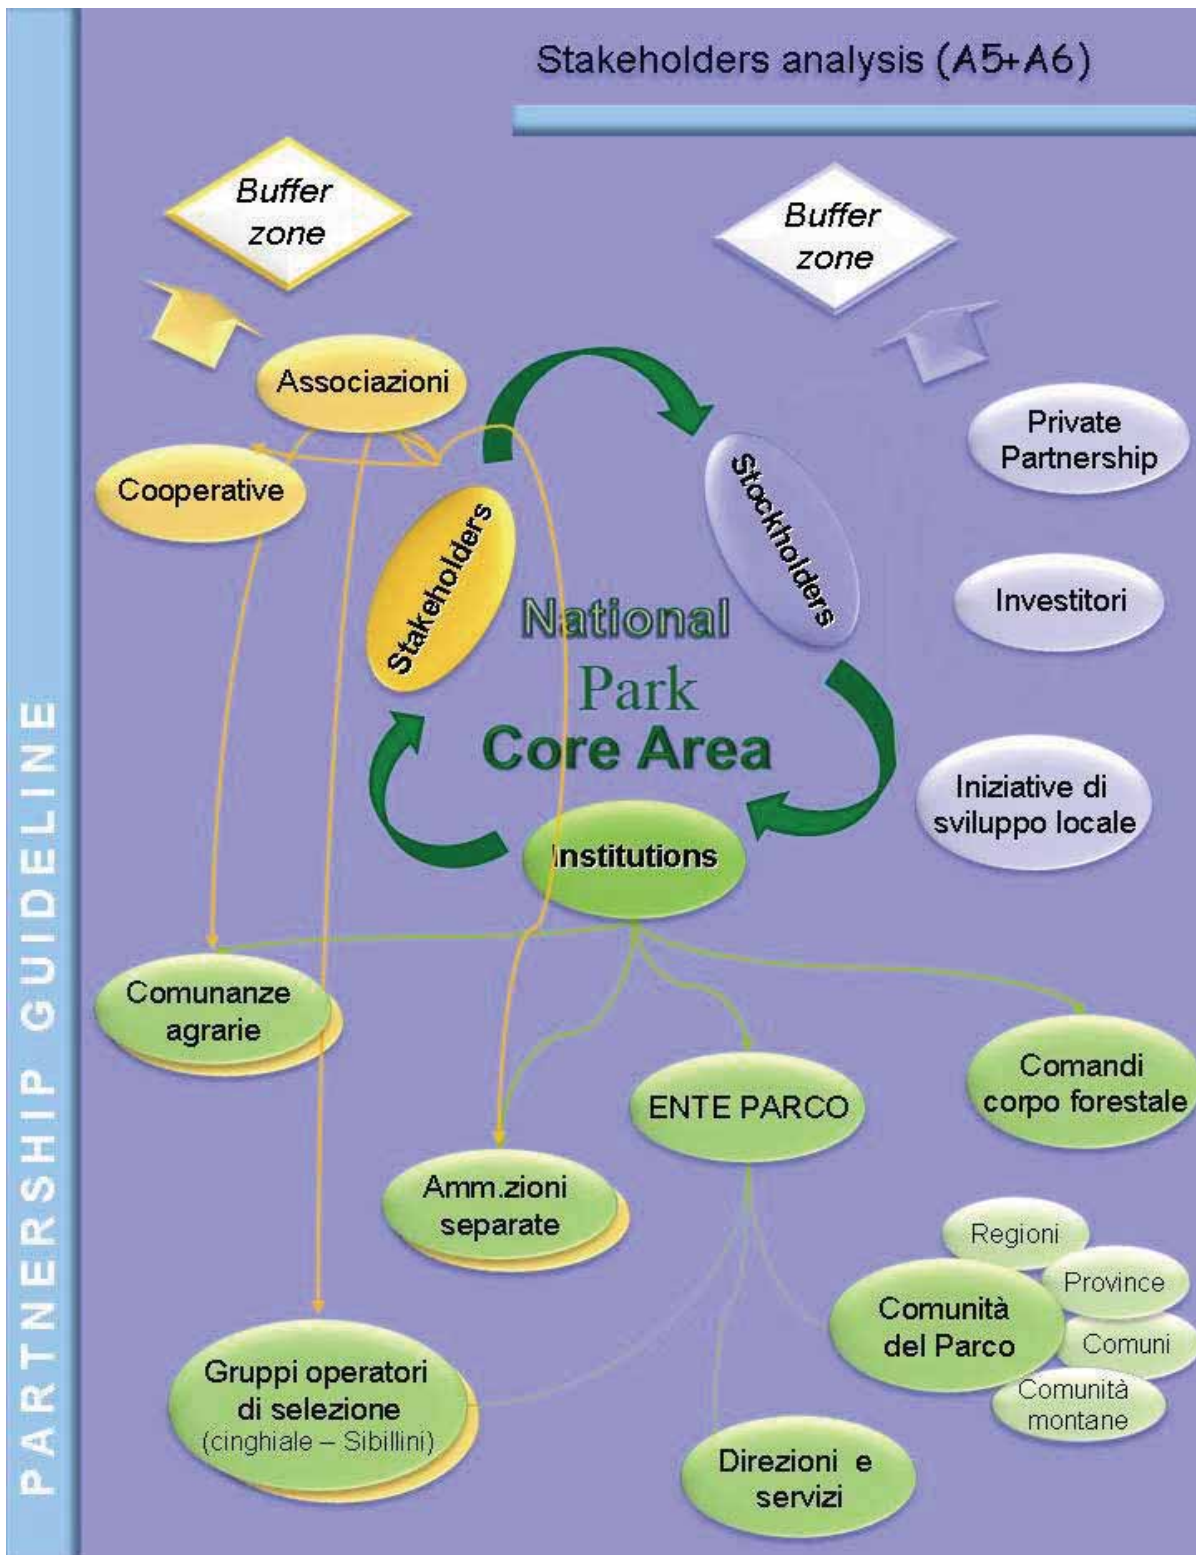 Stakeholders analysis (A5+A6)
Buffer
zone
Buffer
zone
Associazioni
Cooperative
Stakeholders
Stockholders
Private
Partnership
Investitori
Iniziative di
sviluppo locale
National
Park
Core Area
Institutions
Comunanze
agrarie
Amm.zioni
separate
ENTE PARCO
Comandi
corpo forestale
Gruppi operatori
di selezione
(cinghiale – Sibillini)
Direzioni e
servizi
Comunità
del Parco
Regioni
Province
Comuni
Comunità
montane
PARTNERSHIP GUIDELINE